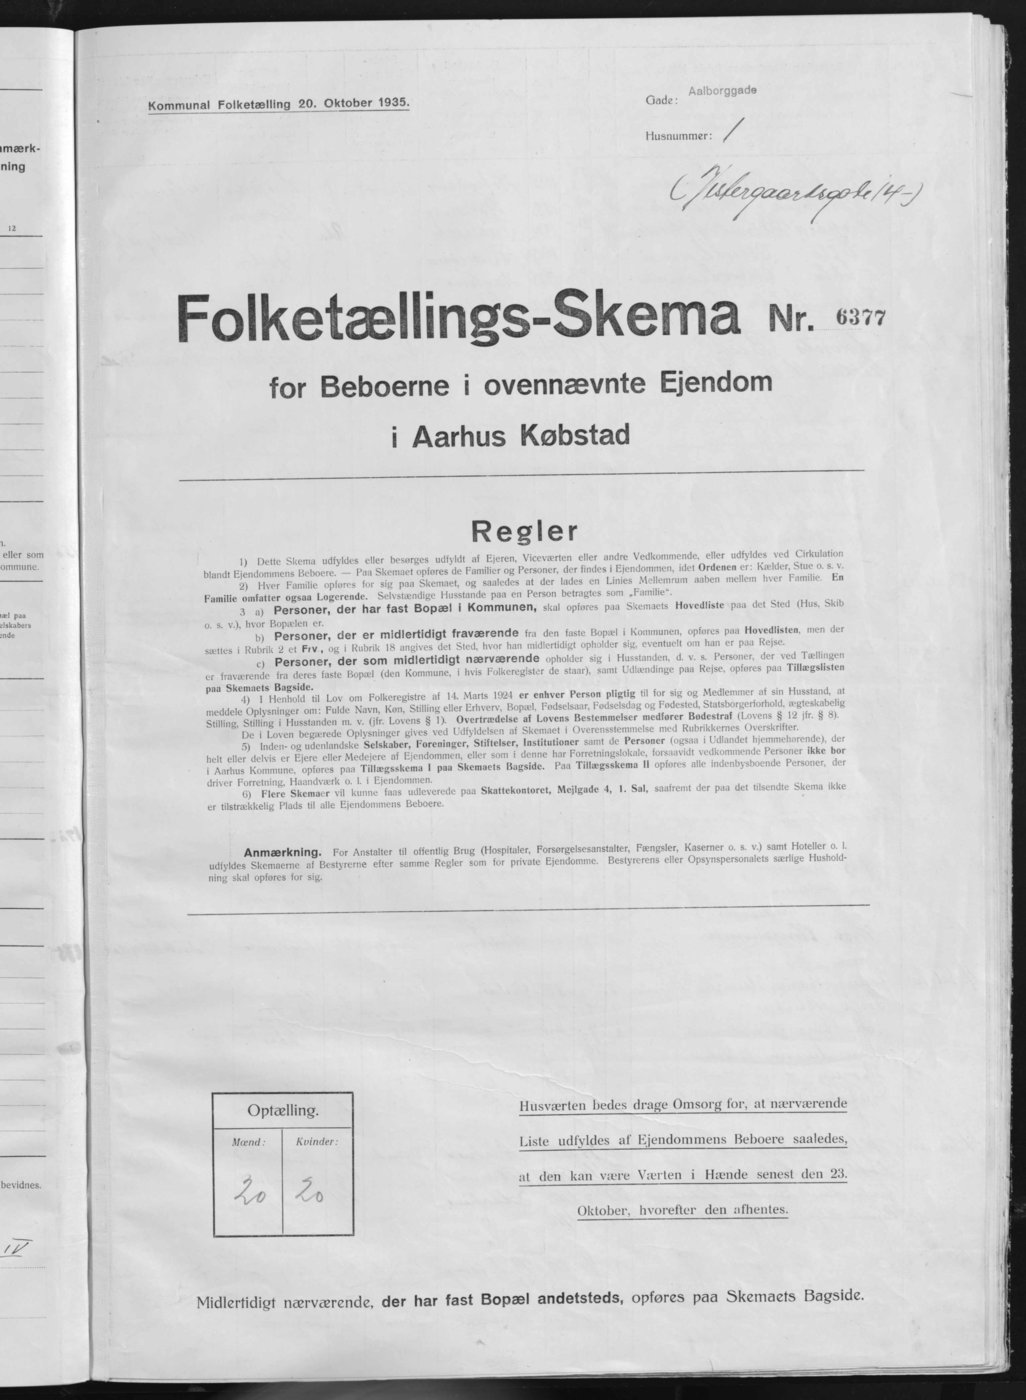 Kommunal Folketælling 20. Oktober 1935.
Gade: Aalborggade
Husnummer: 1
Folketællings-Skema Nr. 6377
for Beboerne i ovennævnte Ejendom
i Aarhus Købstad
Regler
1) Dette Skema udfyldes eller besørges udfyldt af Ejeren, Viceværten eller andre Vedkommende, eller udfyldes ved Cirkulation
blandt Ejendommens Beboere. — Paa Skemaet opføres de Familier og Personer, der findes i Ejendommen, idet Ordenen er: Kælder, Stue o. s. v.
2) Hver Familie opføres for sig paa Skemaet, og saaledes at der lades en Linies Mellemrum aaben mellem hver Familie. En
Familie omfatter ogsaa Logerende. Selvstændige Husstande paa en Person betragtes som „Familie“.
3 a) Personer, der har fast Bopæl i Kommunen, skal opføres paa Skemaets Hovedliste paa det Sted (Hus, Skib
o. s. v.), hvor Bopælen er.
b) Personer, der er midlertidigt fraværende fra den faste Bopæl i Kommunen, opføres paa Hovedlisten, men der
sættes i Rubrik 2 et Frv., og i Rubrik 18 angives det Sted, hvor han midlertidigt opholder sig, eventuelt om han er paa Rejse.
c) Personer, der som midlertidigt nærværende opholder sig i Husstanden, d. v. s. Personer, der ved Tællingen
er fraværende fra deres faste Bopæl (den Kommune, i hvis Folkeregister de staar), samt Udlændinge paa Rejse, opføres paa Tillægslisten
paa Skemaets Bagside.
4) I Henhold til Lov om Folkeregistre af 14. Marts 1924 er enhver Person pligtig til for sig og Medlemmer af sin Husstand, at
meddele Oplysninger om: Fulde Navn, Køn, Stilling eller Erhverv, Bopæl, Fødselsaar, Fødselsdag og Fødested, Statsborgerforhold, ægteskabelig
Stilling, Stilling i Husstanden m. v. (jfr. Lovens § 1). Overtrædelse af Lovens Bestemmelser medfører Bødestraf (Lovens § 12 jfr. § 8).
De i Loven begærede Oplysninger gives ved Udfyldelsen af Skemaet i Overensstemmelse med Rubrikkernes Overskrifter.
5) Inden- og udenlandske Selskaber, Foreninger, Stiftelser, Institutioner samt de Personer (ogsaa i Udlandet hjemmehørende), der
helt eller delvis er Ejere eller Medejere af Ejendommen, eller som i denne har Forretningslokale, forsaavidt vedkommende Personer ikke bor
i Aarhus Kommune, opføres paa Tillægsskema I paa Skemaets Bagside. Paa Tillægsskema II opføres alle indenbysboende Personer, der
driver Forretning, Haandværk o. l. i Ejendommen.
6) Flere Skemaer vil kunne faas udleverede paa Skattekontoret, Mejlgade 4, 1. Sal, saafremt der paa det tilsendte Skema ikke
er tilstrækkelig Plads til alle Ejendommens Beboere.
Anmærkning. For Anstalter til offentlig Brug (Hospitaler, Forsørgelsesanstalter, Fængsler, Kaserner o. s. v.) samt Hoteller o. l.
udfyldes Skemaerne af Bestyrerne efter samme Regler som for private Ejendomme. Bestyrerens eller Opsynspersonalets særlige Hushold-
ning skal opføres for sig.
Optælling.
Mænd: Kvinder:
20 20
Husværten bedes drage Omsorg for, at nærværende
Liste udfyldes af Ejendommens Beboere saaledes,
at den kan være Værten i Hænde senest den 23.
Oktober, hvorefter den afhentes.
Midlertidigt nærværende, der har fast Bopæl andetsteds, opføres paa Skemaets Bagside.
12
eller som
bevidnes.
IV